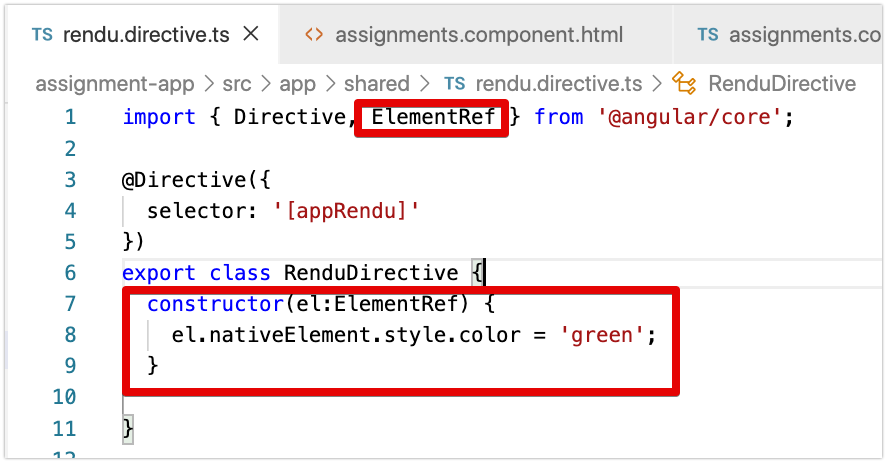 TS rendu.directive.ts × <> assignments.component.html TS assignments.co
assignment-app > src > app > shared > TS rendu.directive.ts > RenduDirective
1 import { Directive, ElementRef } from '@angular/core';
2
3 @Directive({
4 selector: '[appRendu]'
5 })
6 export class RenduDirective {
7 constructor(el:ElementRef) {
8 el.nativeElement.style.color = 'green';
9 }
10
11 }
12